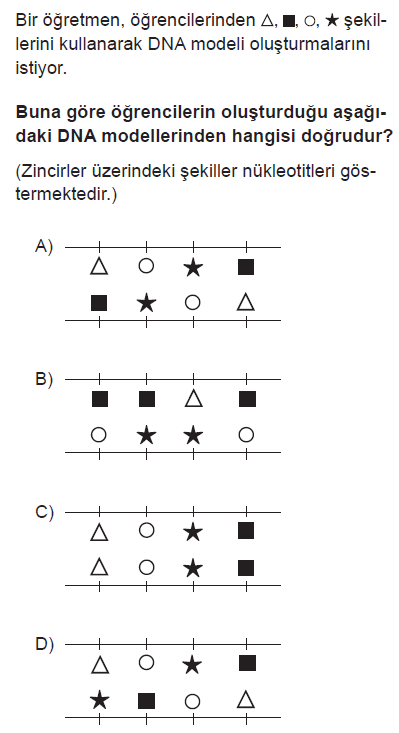 Bir öğretmen, öğrencilerinden △, ■, ○, ★ şekil-
lerini kullanarak DNA modeli oluşturmalarını
istiyor.
Buna göre öğrencilerin oluşturduğu aşağı-
daki DNA modellerinden hangisi doğrudur?
(Zincirler üzerindeki şekiller nükleotitleri gös-
termektedir.)
A)
B)
C)
D)